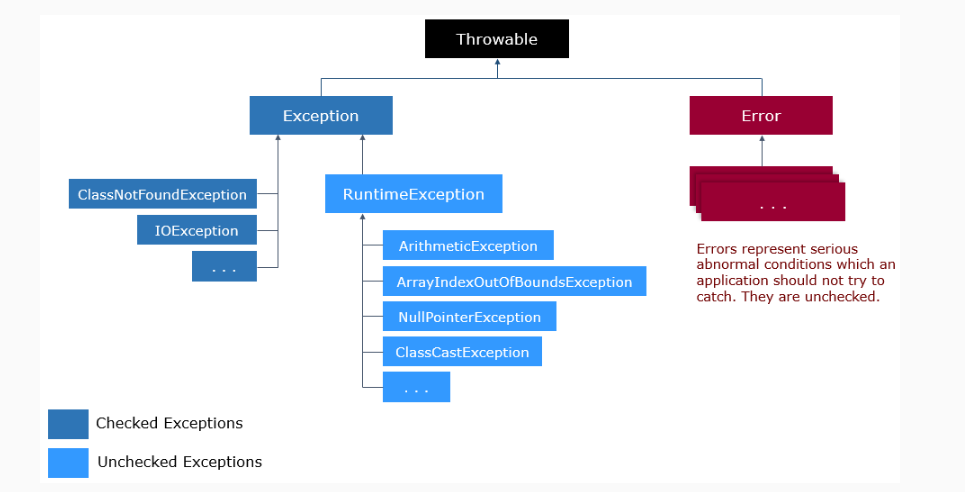 Throwable
Exception
Error
ClassNotFoundException
RuntimeException
IOException
. . .
ArithmeticException
ArrayIndexOutOfBoundsException
NullPointerException
ClassCastException
. . .
. . .
Errors represent serious
abnormal conditions which an
application should not try to
catch. They are unchecked.
Checked Exceptions
Unchecked Exceptions